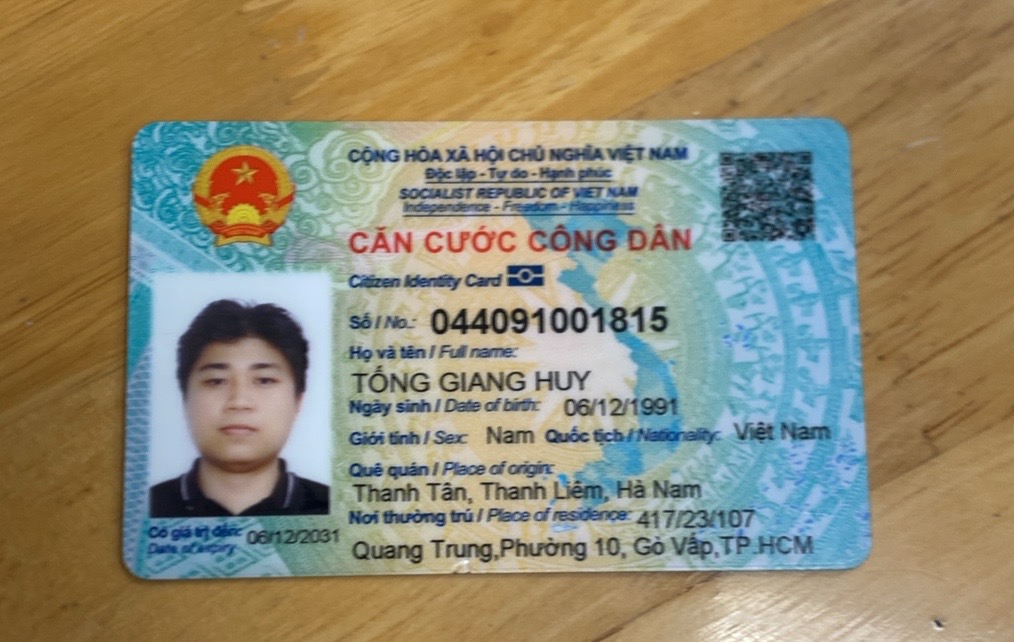 CỘNG HÒA XÃ HỘI CHỦ NGHĨA VIỆT NAM
Độc lập - Tự do - Hạnh phúc
SOCIALIST REPUBLIC OF VIET NAM
Independence - Freedom - Happiness
CĂN CƯỚC CÔNG DÂN
Citizen Identity Card
Số / No.: 044091001815
Họ và tên / Full name:
TỐNG GIANG HUY
Ngày sinh / Date of birth: 06/12/1991
Giới tính / Sex: Nam Quốc tịch / Nationality: Việt Nam
Quê quán / Place of origin:
Thanh Tân, Thanh Liêm, Hà Nam
Nơi thường trú / Place of residence: 417/23/107
Quang Trung,Phường 10, Gò Vấp,TP.HCM
Có giá trị đến: 06/12/2031
Date of expiry